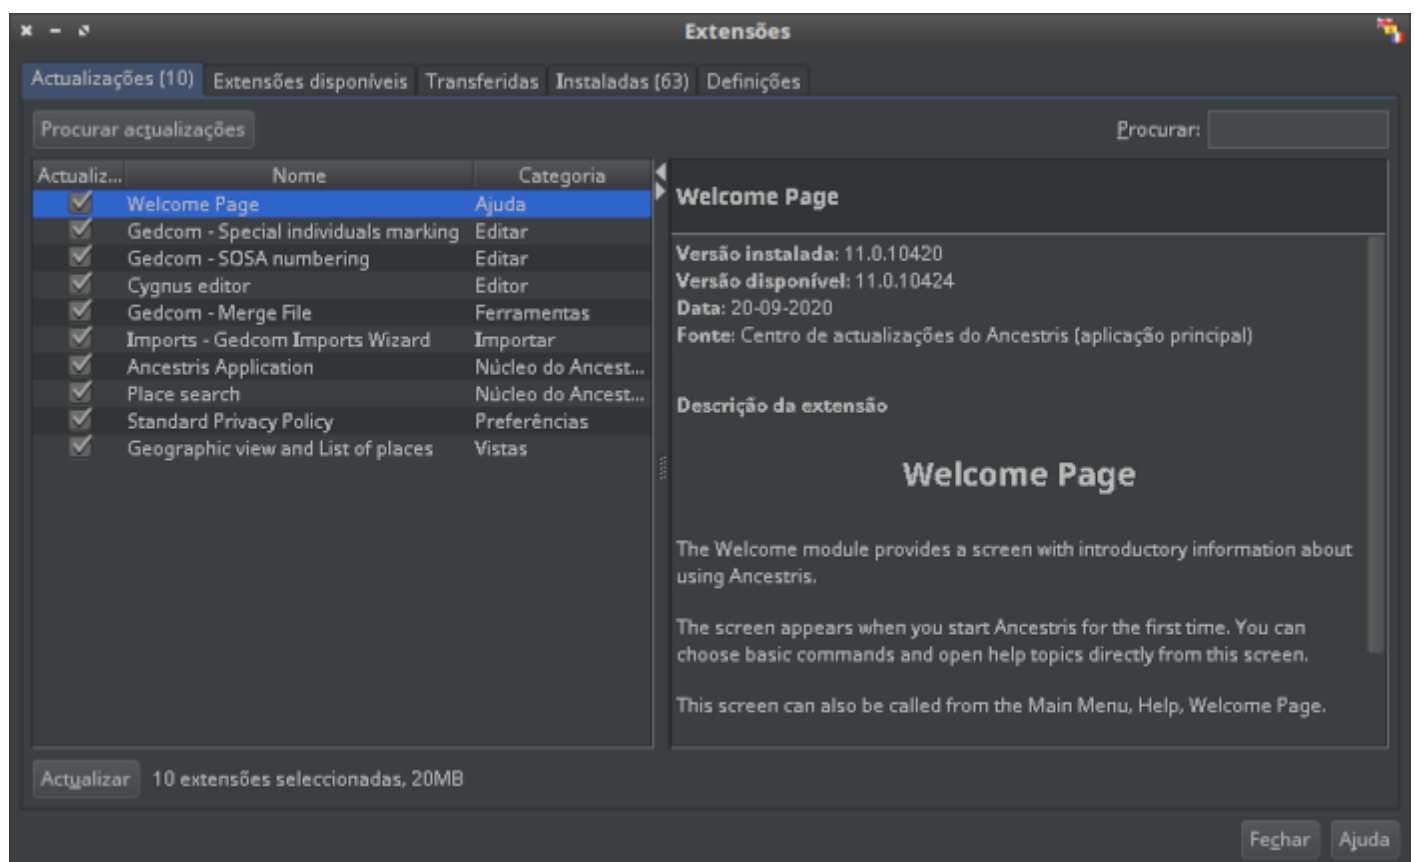 Extensões
Actualizações (10) Extensões disponíveis Transferidas Instaladas (63) Definições
Procurar actualizações
Procurar:
Actualiz... Nome Categoria
Welcome Page Ajuda
Gedcom - Special individuals marking Editar
Gedcom - SOSA numbering Editar
Cygnus editor Editor
Gedcom - Merge File Ferramentas
Imports - Gedcom Imports Wizard Importar
Ancestris Application Núcleo do Ancest...
Place search Núcleo do Ancest...
Standard Privacy Policy Preferências
Geographic view and List of places Vistas
Welcome Page
Versão instalada: 11.0.10420
Versão disponível: 11.0.10424
Data: 20-09-2020
Fonte: Centro de actualizações do Ancestris (aplicação principal)
Descrição da extensão
Welcome Page
The Welcome module provides a screen with introductory information about
using Ancestris.
The screen appears when you start Ancestris for the first time. You can
choose basic commands and open help topics directly from this screen.
This screen can also be called from the Main Menu, Help, Welcome Page.
Actualizar 10 extensões seleccionadas, 20MB
Fechar Ajuda